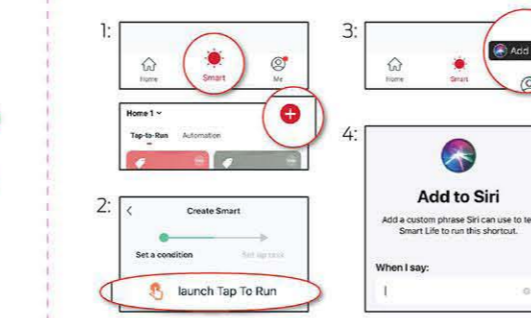 1:
Home Smart Me
Home 1
Tap-to-Run Automation
2:
Create Smart
Set a condition
launch Tap To Run
3:
Add
Home Smart
4:
Add to Siri
Add a custom phrase Siri can use to te
Smart Life to run this shortcut.
When I say: